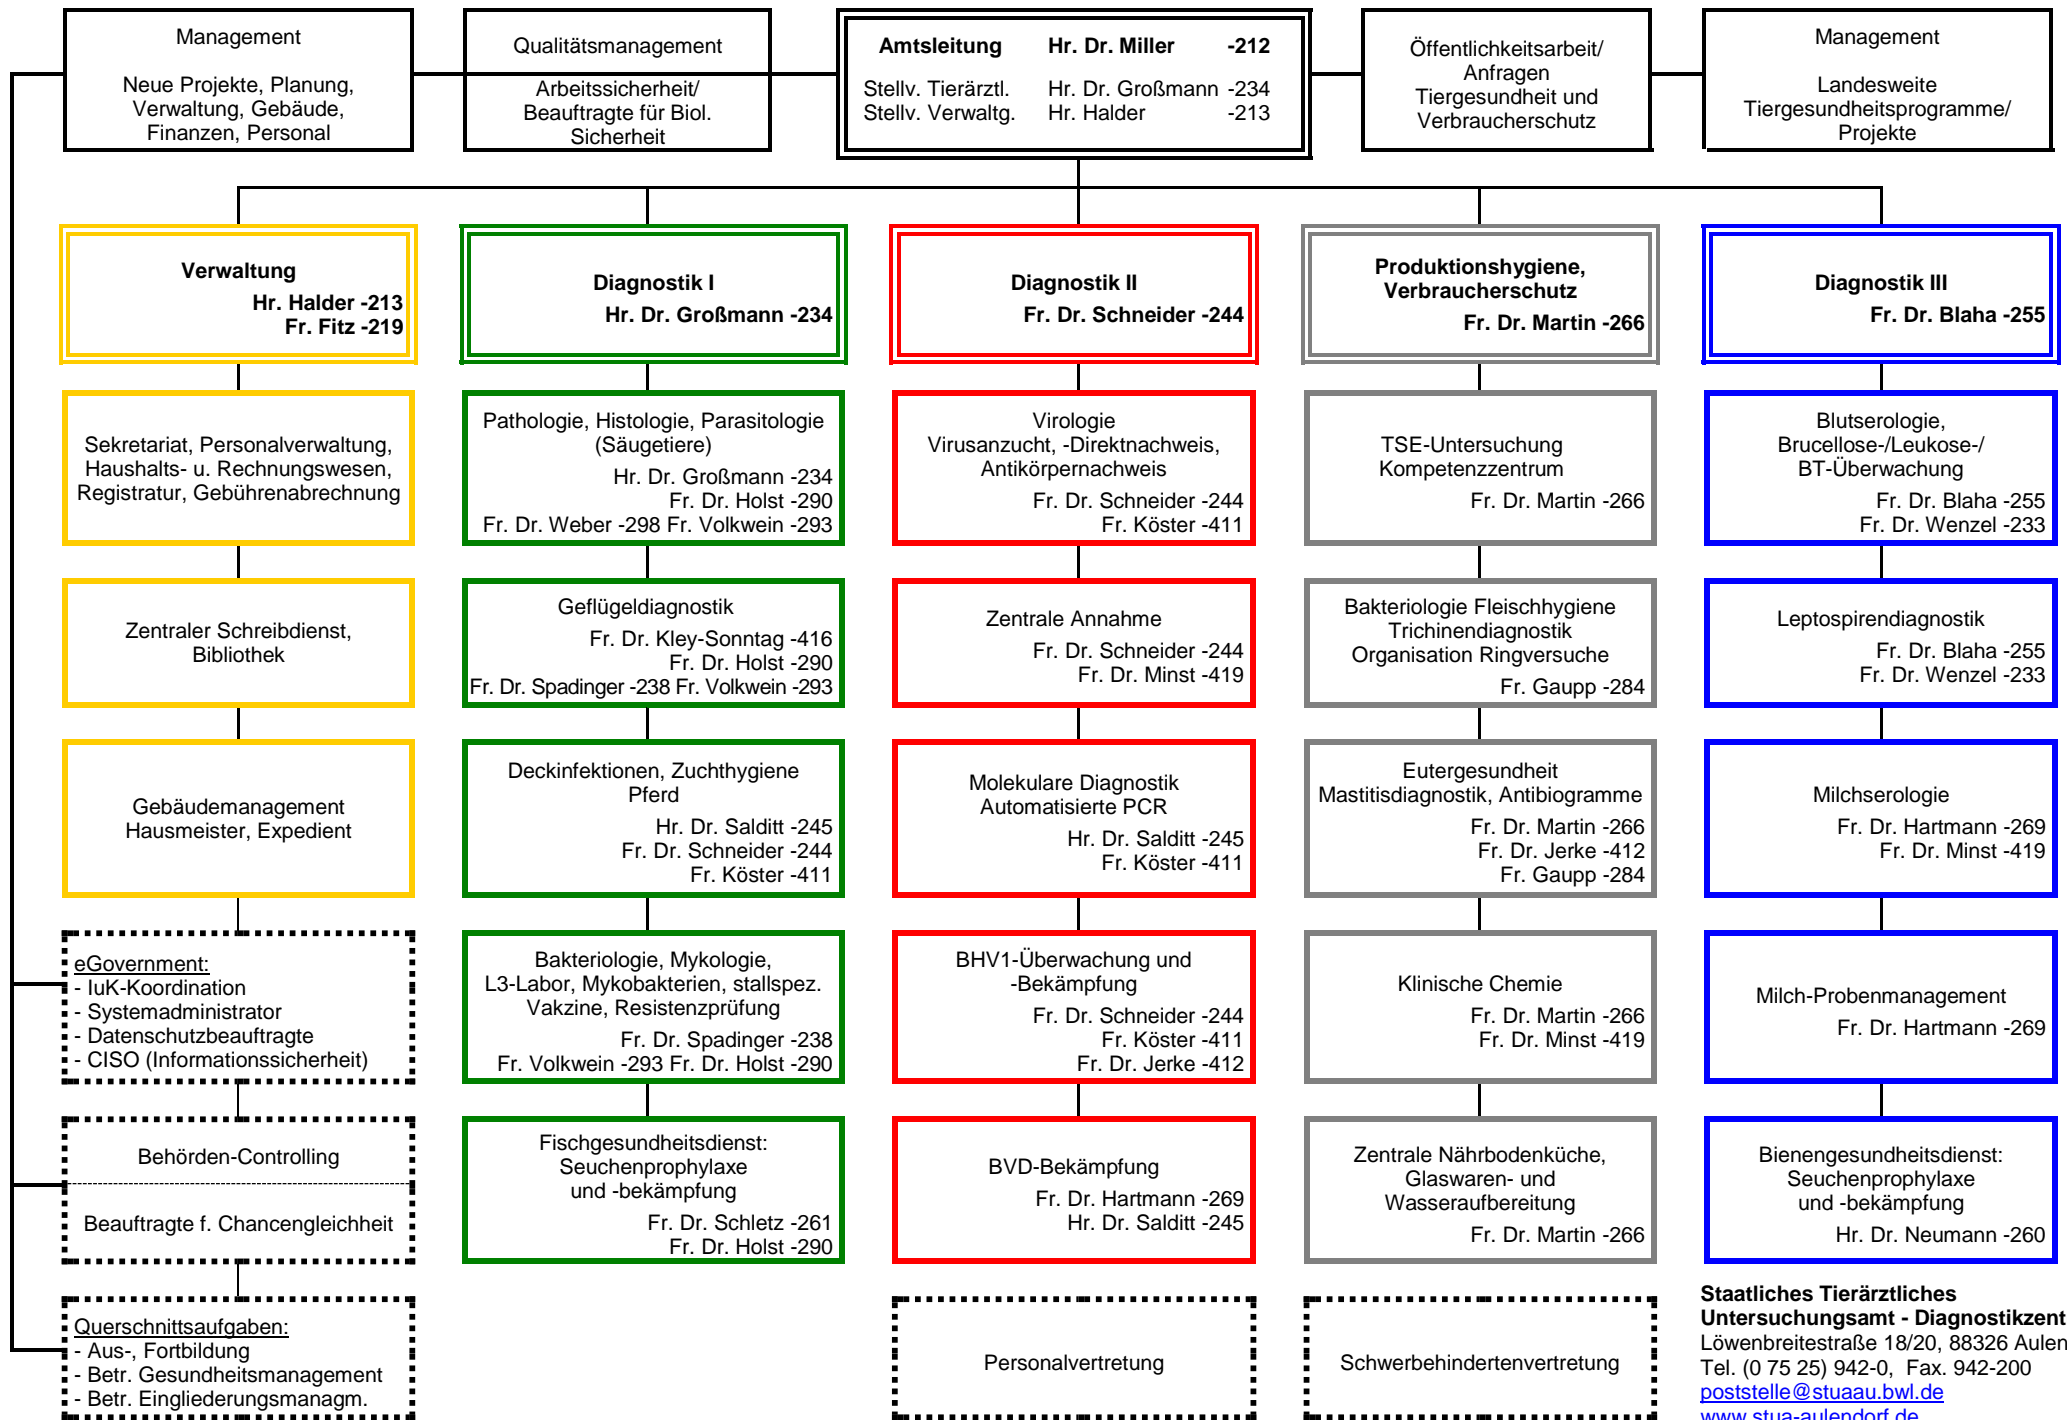 Management
Neue Projekte, Planung,
Verwaltung, Gebäude,
Finanzen, Personal
Qualitätsmanagement
Arbeitssicherheit/
Beauftragte für Biol.
Sicherheit
Amtsleitung Hr. Dr. Miller -212
Stellv. Tierärztl. Hr. Dr. Großmann -234
Stellv. Verwaltg. Hr. Halder -213
Öffentlichkeitsarbeit/
Anfragen
Tiergesundheit und
Verbraucherschutz
Management
Landesweite
Tiergesundheitsprogramme/
Projekte
Verwaltung
Hr. Halder -213
Fr. Fitz -219
Diagnostik I
Hr. Dr. Großmann -234
Diagnostik II
Fr. Dr. Schneider -244
Produktionshygiene,
Verbraucherschutz
Fr. Dr. Martin -266
Diagnostik III
Fr. Dr. Blaha -255
Sekretariat, Personalverwaltung,
Haushalts- u. Rechnungswesen,
Registratur, Gebührenabrechnung
Pathologie, Histologie, Parasitologie
(Säugetiere)
Hr. Dr. Großmann -234
Fr. Dr. Holst -290
Fr. Dr. Weber -298 Fr. Volkwein -293
Virologie
Virusanzucht, -Direktnachweis,
Antikörpernachweis
Fr. Dr. Schneider -244
Fr. Köster -411
TSE-Untersuchung
Kompetenzzentrum
Fr. Dr. Martin -266
Blutserologie,
Brucellose-/Leukose-/
BT-Überwachung
Fr. Dr. Blaha -255
Fr. Dr. Wenzel -233
Zentraler Schreibdienst,
Bibliothek
Geflügeldiagnostik
Fr. Dr. Kley-Sonntag -416
Fr. Dr. Holst -290
Fr. Dr. Spadinger -238 Fr. Volkwein -293
Zentrale Annahme
Fr. Dr. Schneider -244
Fr. Dr. Minst -419
Bakteriologie Fleischhygiene
Trichinendiagnostik
Organisation Ringversuche
Fr. Gaupp -284
Leptospirendiagnostik
Fr. Dr. Blaha -255
Fr. Dr. Wenzel -233
Gebäudemanagement
Hausmeister, Expedient
Deckinfektionen, Zuchthygiene
Pferd
Hr. Dr. Salditt -245
Fr. Dr. Schneider -244
Fr. Köster -411
Molekulare Diagnostik
Automatisierte PCR
Hr. Dr. Salditt -245
Fr. Köster -411
Eutergesundheit
Mastitisdiagnostik, Antibiogramme
Fr. Dr. Martin -266
Fr. Dr. Jerke -412
Fr. Gaupp -284
Milchserologie
Fr. Dr. Hartmann -269
Fr. Dr. Minst -419
eGovernment:
- IuK-Koordination
- Systemadministrator
- Datenschutzbeauftragte
- CISO (Informationssicherheit)
Bakteriologie, Mykologie,
L3-Labor, Mykobakterien, stallspez.
Vakzine, Resistenzprüfung
Fr. Dr. Spadinger -238
Fr. Volkwein -293 Fr. Dr. Holst -290
BHV1-Überwachung und
-Bekämpfung
Fr. Dr. Schneider -244
Fr. Köster -411
Fr. Dr. Jerke -412
Klinische Chemie
Fr. Dr. Martin -266
Fr. Dr. Minst -419
Milch-Probenmanagement
Fr. Dr. Hartmann -269
Behörden-Controlling
Beauftragte f. Chancengleichheit
Fischgesundheitsdienst:
Seuchenprophylaxe
und -bekämpfung
Fr. Dr. Schletz -261
Fr. Dr. Holst -290
BVD-Bekämpfung
Fr. Dr. Hartmann -269
Hr. Dr. Salditt -245
Zentrale Nährbodenküche,
Glaswaren- und
Wasseraufbereitung
Fr. Dr. Martin -266
Bienengesundheitsdienst:
Seuchenprophylaxe
und -bekämpfung
Hr. Dr. Neumann -260
Querschnittsaufgaben:
- Aus-, Fortbildung
- Betr. Gesundheitsmanagement
- Betr. Eingliederungsmanagm.
Personalvertretung
Schwerbehindertenvertretung
Staatliches Tierärztliches
Untersuchungsamt - Diagnostikzent
Löwenbreitestraße 18/20, 88326 Aulen
Tel. (0 75 25) 942-0, Fax. 942-200
poststelle@stuaau.bwl.de
www.stua-aulendorf.de